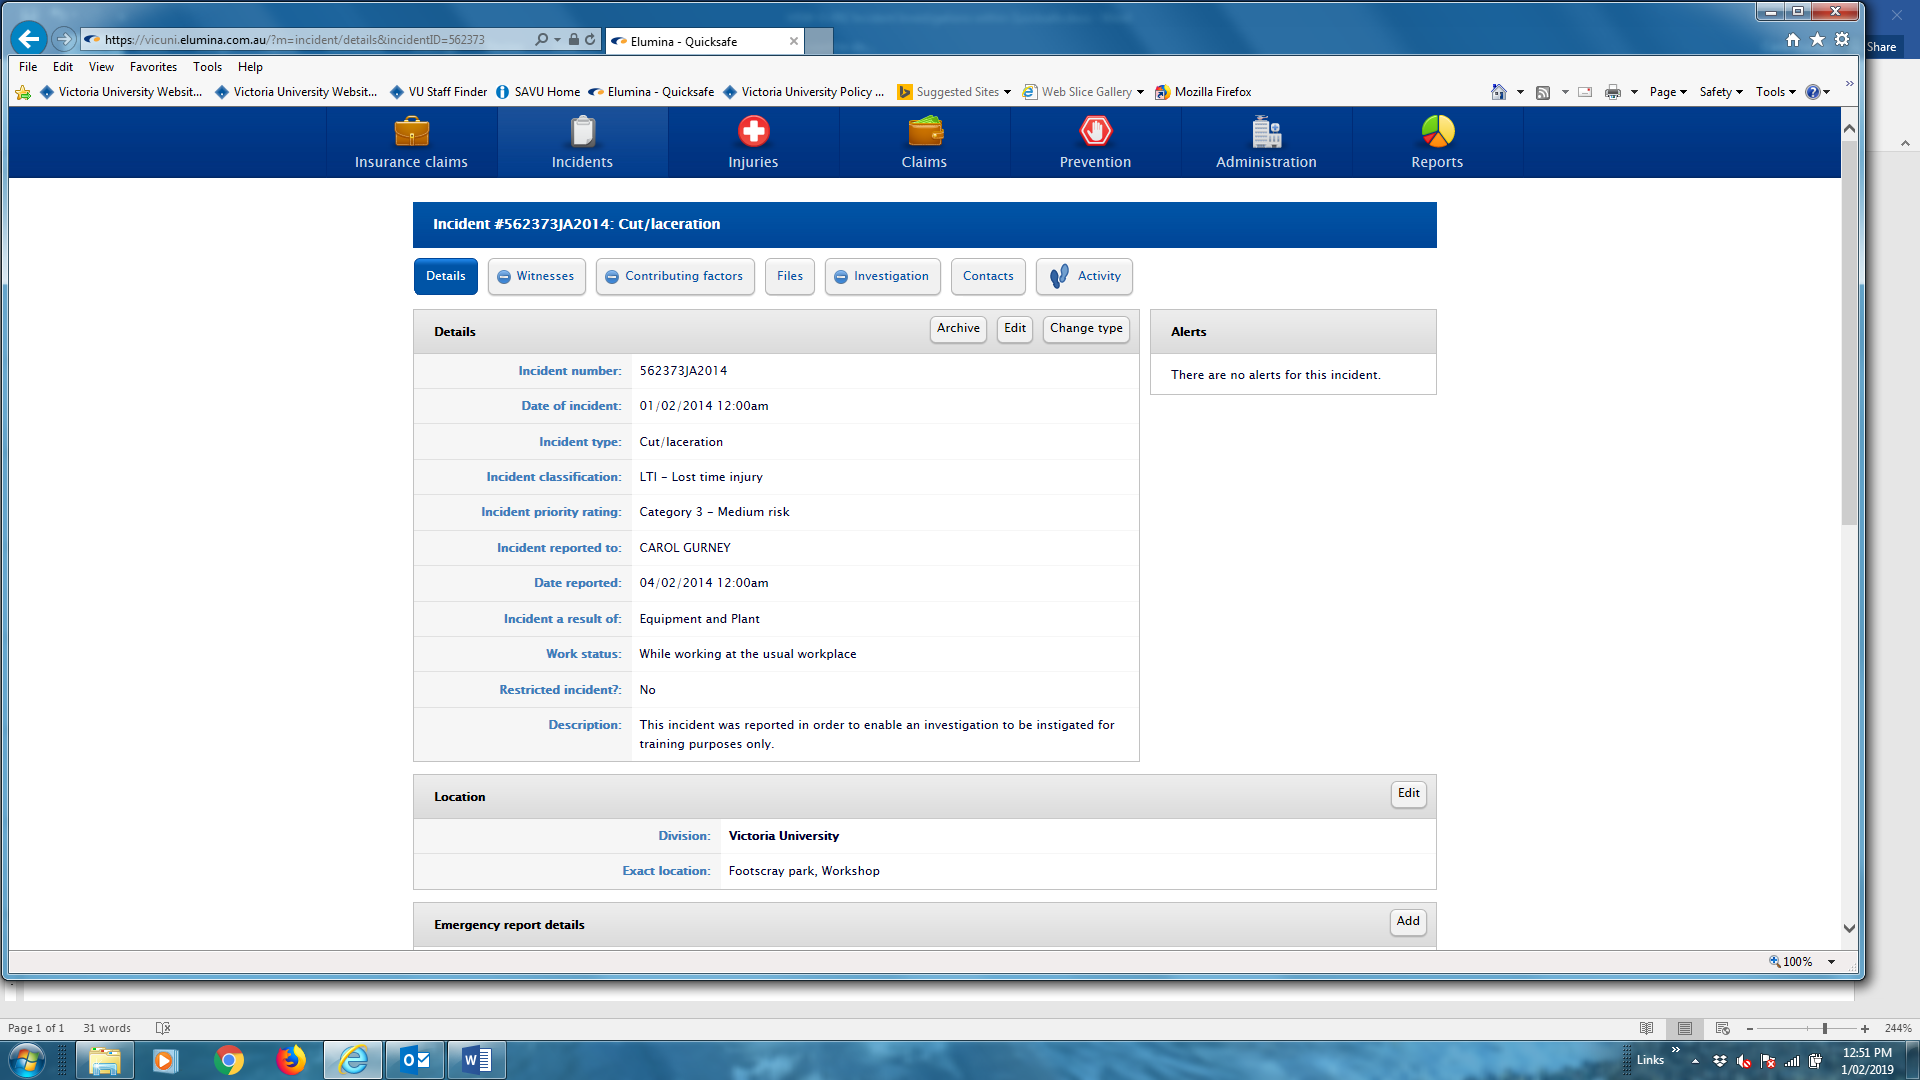 https://vicuni.elumina.com.au/?m=incident/details&incidentID=562373
Elumina - Quicksafe
Share
File Edit View Favorites Tools Help
Victoria University Websit... Victoria University Websit... VU Staff Finder SAVU Home Elumina - Quicksafe Victoria University Policy ... Suggested Sites Web Slice Gallery Mozilla Firefox Page Safety Tools
Insurance claims Incidents Injuries Claims Prevention Administration Reports
Incident #562373JA2014: Cut/laceration
Details Witnesses Contributing factors Files Investigation Contacts Activity
Details Archive Edit Change type
Incident number: 562373JA2014
Date of incident: 01/02/2014 12:00am
Incident type: Cut/laceration
Incident classification: LTI - Lost time injury
Incident priority rating: Category 3 - Medium risk
Incident reported to: CAROL GURNEY
Date reported: 04/02/2014 12:00am
Incident a result of: Equipment and Plant
Work status: While working at the usual workplace
Restricted incident?: No
Description: This incident was reported in order to enable an investigation to be instigated for
training purposes only.
Alerts
There are no alerts for this incident.
Location Edit
Division: Victoria University
Exact location: Footscray park, Workshop
Emergency report details Add
100%
Page 1 of 1 31 words 244%
Links 12:51 PM
1/02/2019